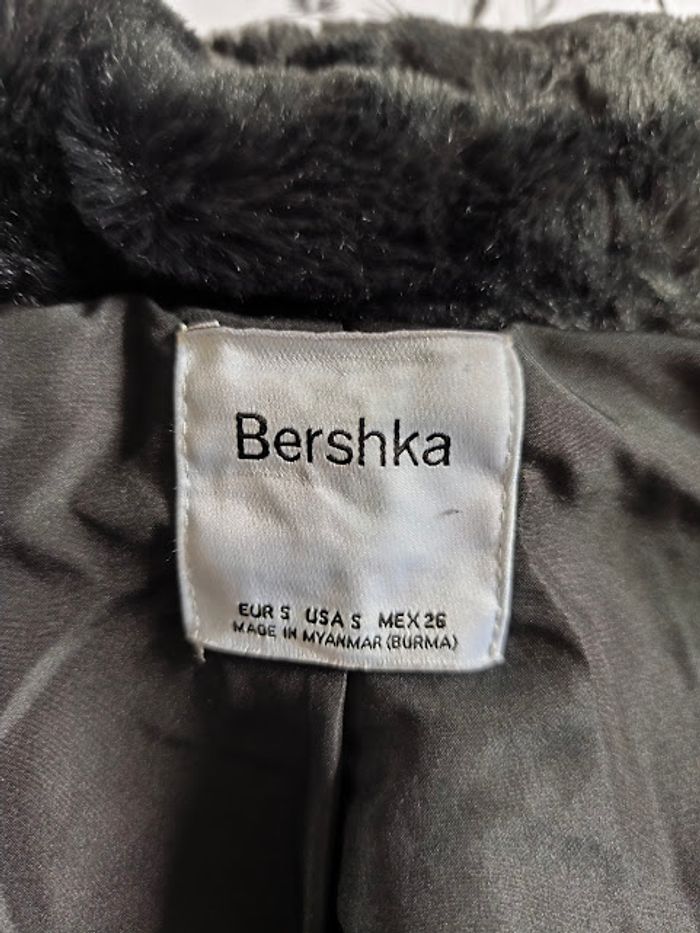 Bershka
EUR S USA S MEX 26
MADE IN MYANMAR (BURMA)